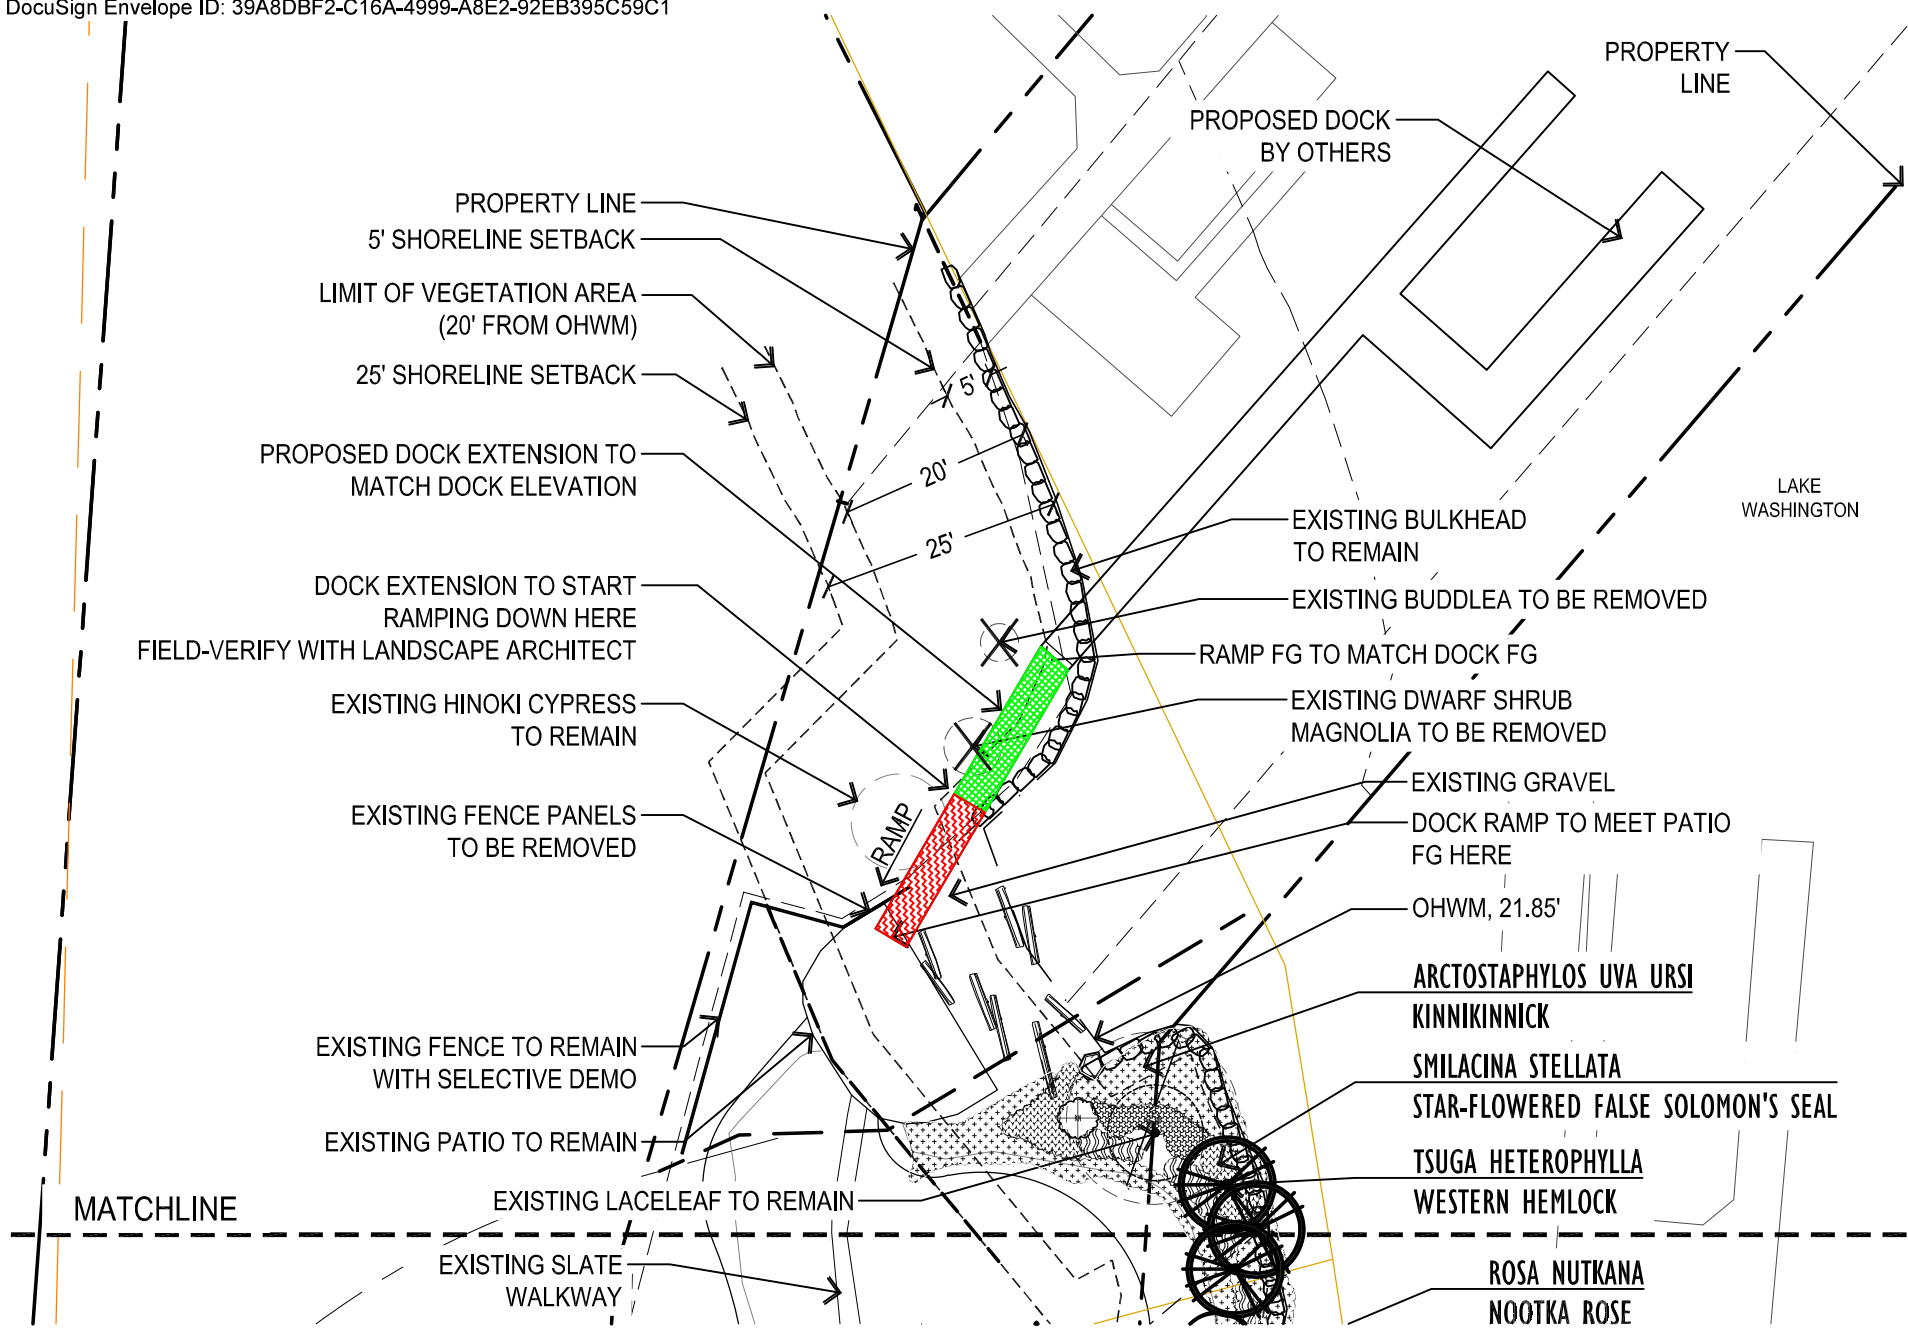 DocuSign Envelope ID: 39A8DBF2-C16A-4999-A8E2-92EB395C59C1
PROPERTY
LINE
PROPOSED DOCK
BY OTHERS
PROPERTY LINE
5' SHORELINE SETBACK
LIMIT OF VEGETATION AREA
(20' FROM OHWM)
25' SHORELINE SETBACK
5'
20'
25'
PROPOSED DOCK EXTENSION TO
MATCH DOCK ELEVATION
LAKE
WASHINGTON
EXISTING BULKHEAD
TO REMAIN
DOCK EXTENSION TO START
RAMPING DOWN HERE
FIELD-VERIFY WITH LANDSCAPE ARCHITECT
EXISTING BUDDLEA TO BE REMOVED
RAMP FG TO MATCH DOCK FG
EXISTING HINOKI CYPRESS
TO REMAIN
EXISTING DWARF SHRUB
MAGNOLIA TO BE REMOVED
EXISTING GRAVEL
RAMP
EXISTING FENCE PANELS
TO BE REMOVED
DOCK RAMP TO MEET PATIO
FG HERE
OHWM, 21.85'
ARCTOSTAPHYLOS UVA URSI
KINNIKINNICK
EXISTING FENCE TO REMAIN
WITH SELECTIVE DEMO
SMILACINA STELLATA
STAR-FLOWERED FALSE SOLOMON'S SEAL
EXISTING PATIO TO REMAIN
TSUGA HETEROPHYLLA
WESTERN HEMLOCK
EXISTING LACELEAF TO REMAIN
MATCHLINE
EXISTING SLATE
WALKWAY
ROSA NUTKANA
NOOTKA ROSE